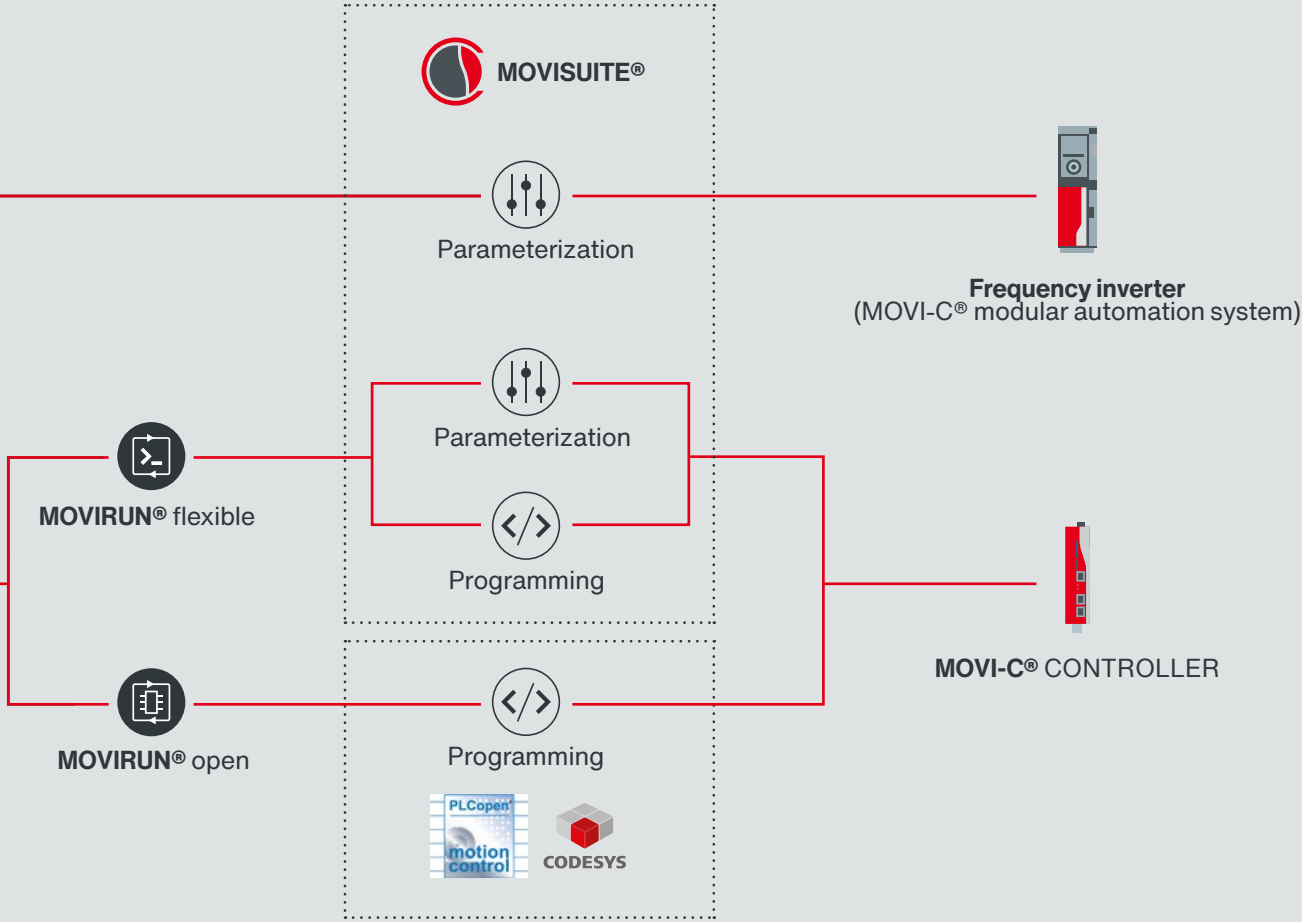 MOVISUITE®
Parameterization
Frequency inverter
(MOVI-C® modular automation system)
Parameterization
MOVIRUN® flexible
Programming
MOVI-C® CONTROLLER
Programming
MOVIRUN® open
PLCopen®
motion
control
CODESYS